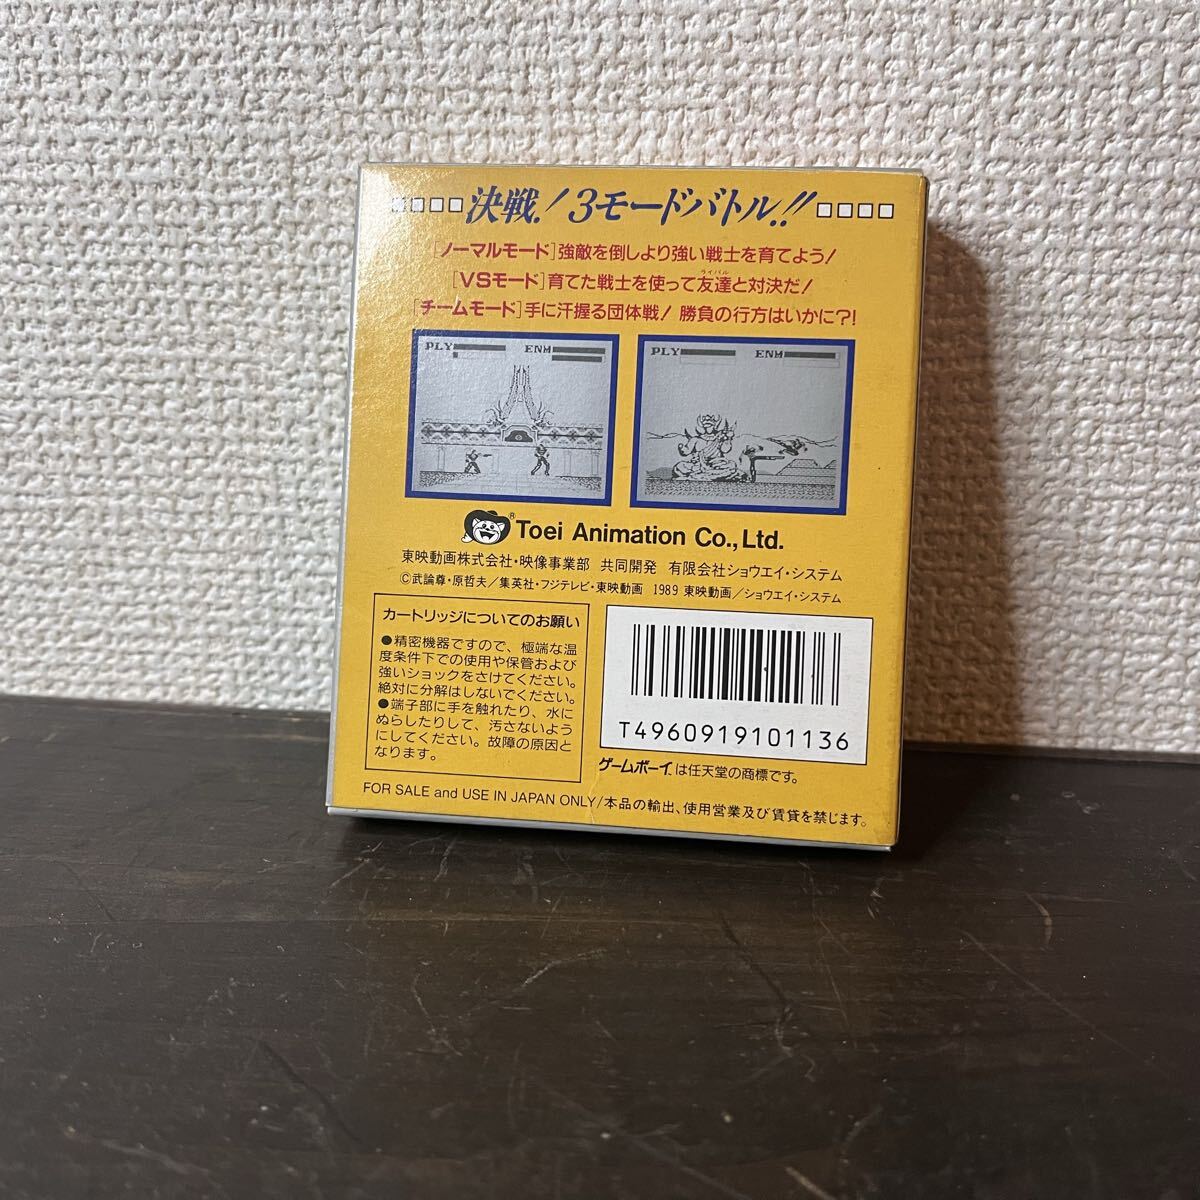 決戦! 3モードバトル!!
[ノーマルモード]強敵を倒しより強い戦士を育てよう!
ライバル
[VSモード]育てた戦士を使って友達と対決だ!
[チームモード]手に汗握る団体戦! 勝負の行方はいかに?!
PLY ENM
PLY ENM
® Toei Animation Co., Ltd.
東映動画株式会社・映像事業部 共同開発 有限会社ショウエイ・システム
©武論尊・原哲夫/集英社・フジテレビ・東映動画 1989 東映動画/ショウエイ・システム
カートリッジについてのお願い
●精密機器ですので、極端な温
度条件下での使用や保管および
強いショックをさけてください。
絶対に分解はしないでください。
●端子部に手を触れたり、水に
ぬらしたりして、汚さないよう
にしてください。故障の原因と
なります。
T4960919101136
ゲームボーイは任天堂の商標です。
FOR SALE and USE IN JAPAN ONLY/本品の輸出、使用営業及び賃貸を禁じます。